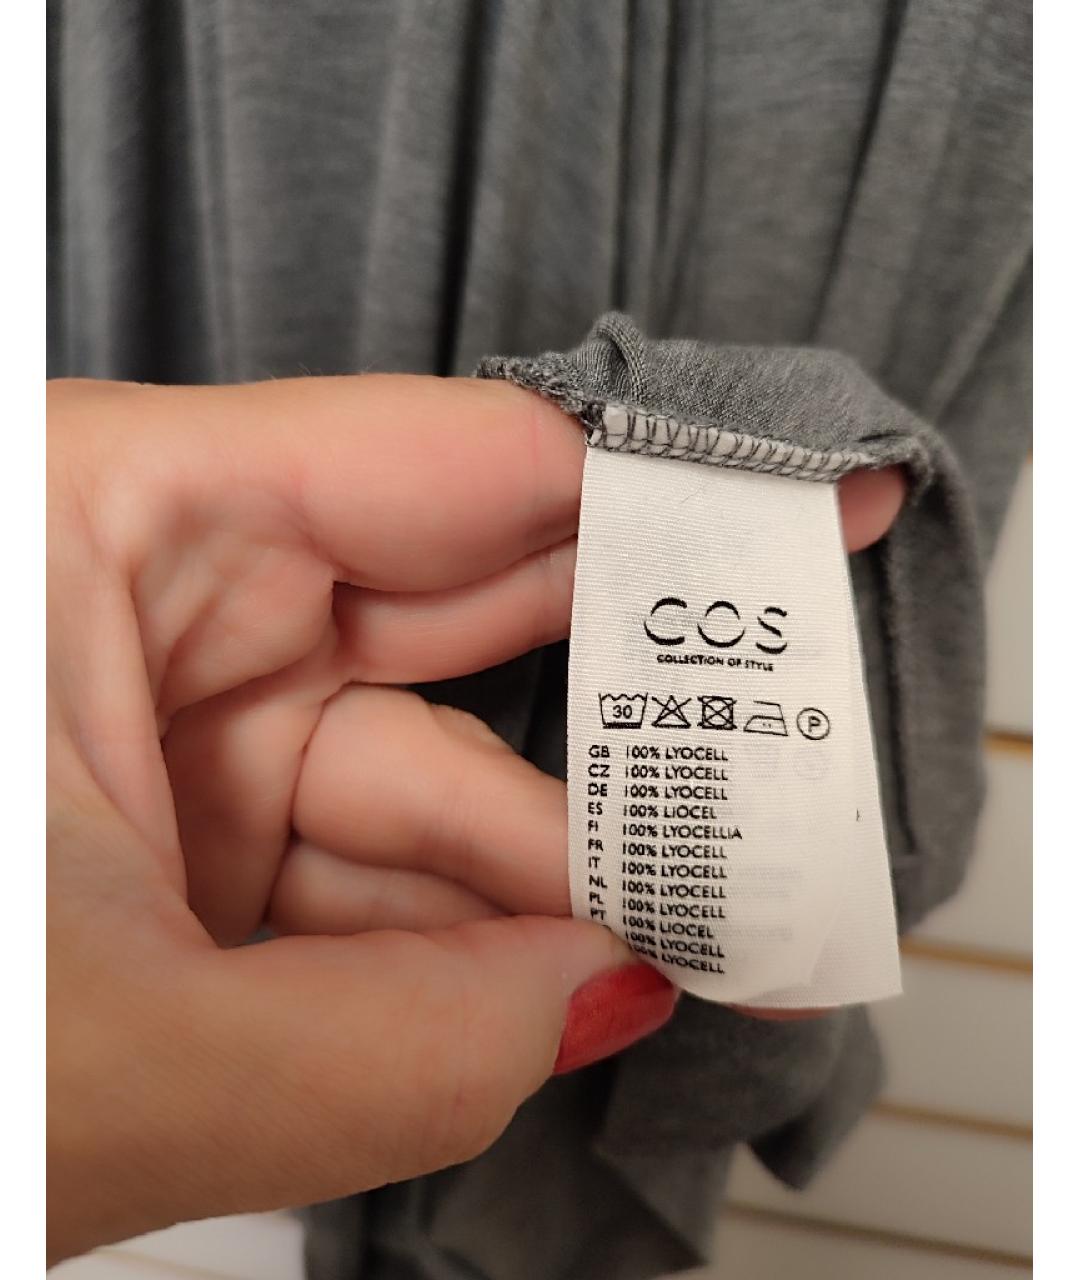 COS
COLLECTION OF STYLE
30 P
GB 100% LYOCELL
CZ 100% LYOCELL
DE 100% LYOCELL
ES 100% LIOCEL
FI 100% LYOCELLIA
FR 100% LYOCELL
IT 100% LYOCELL
NL 100% LYOCELL
PL 100% LYOCELL
PT 100% LIOCEL
100% LYOCELL
100% LYOCELL